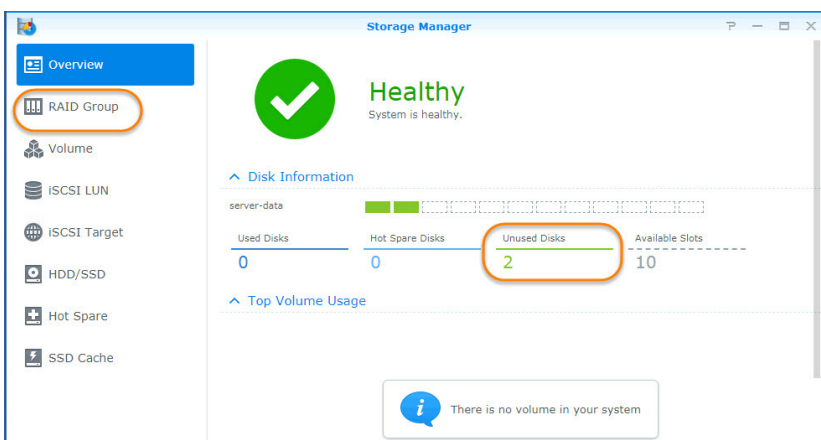 Storage Manager
Overview
RAID Group
Volume
iSCSI LUN
iSCSI Target
HDD/SSD
Hot Spare
SSD Cache
Healthy
System is healthy.
Disk Information
server-data
Used Disks Hot Spare Disks Unused Disks Available Slots
0 0 2 10
Top Volume Usage
There is no volume in your system